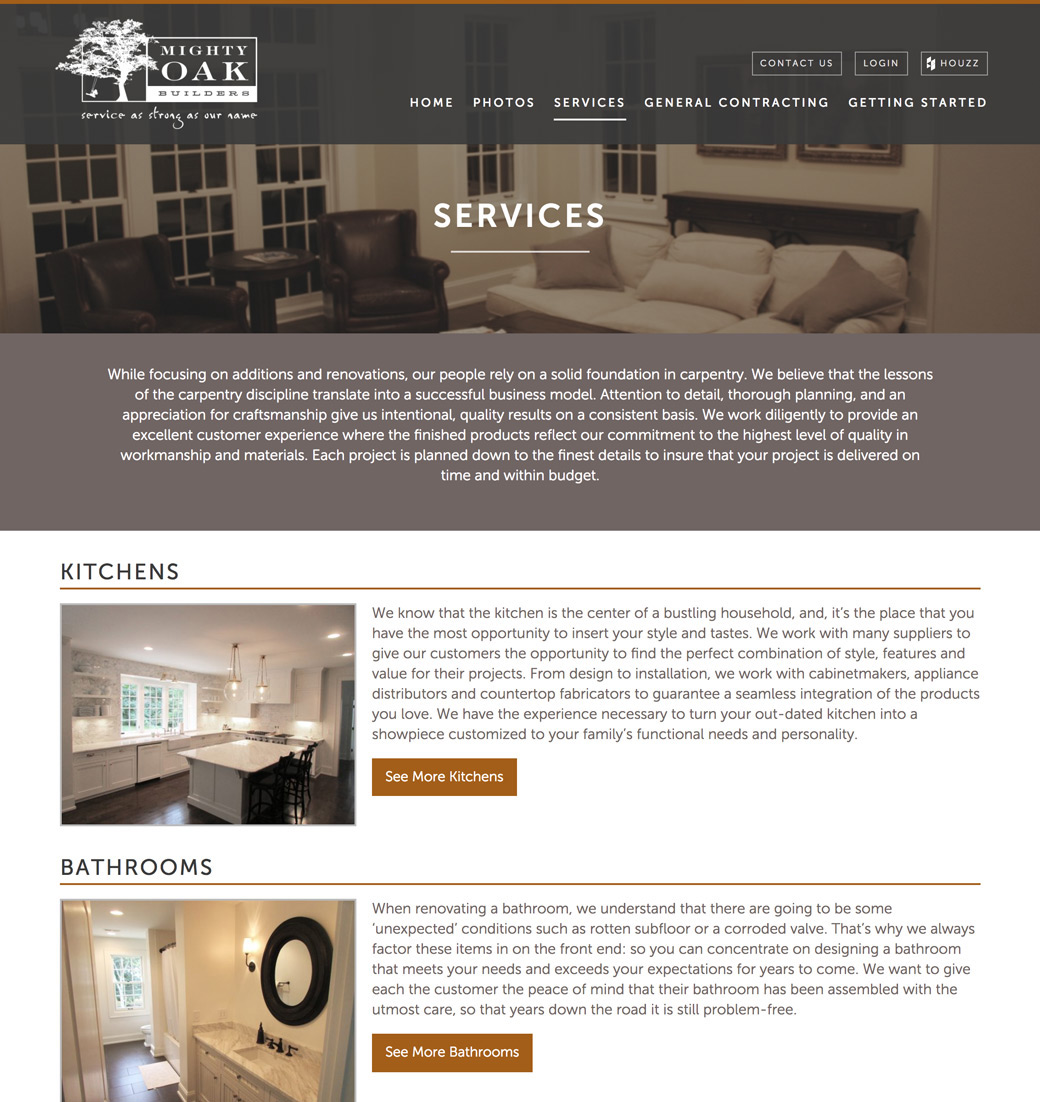 MIGHTY
OAK
BUILDERS
service as strong as our name
CONTACT US
LOGIN
HOUZZ
HOME
PHOTOS
SERVICES
GENERAL CONTRACTING
GETTING STARTED
SERVICES
While focusing on additions and renovations, our people rely on a solid foundation in carpentry. We believe that the lessons
of the carpentry discipline translate into a successful business model. Attention to detail, thorough planning, and an
appreciation for craftsmanship give us intentional, quality results on a consistent basis. We work diligently to provide an
excellent customer experience where the finished products reflect our commitment to the highest level of quality in
workmanship and materials. Each project is planned down to the finest details to insure that your project is delivered on
time and within budget.
KITCHENS
We know that the kitchen is the center of a bustling household, and, it’s the place that you
have the most opportunity to insert your style and tastes. We work with many suppliers to
give our customers the opportunity to find the perfect combination of style, features and
value for their projects. From design to installation, we work with cabinetmakers, appliance
distributors and countertop fabricators to guarantee a seamless integration of the products
you love. We have the experience necessary to turn your out-dated kitchen into a
showpiece customized to your family’s functional needs and personality.
See More Kitchens
BATHROOMS
When renovating a bathroom, we understand that there are going to be some
‘unexpected’ conditions such as rotten subfloor or a corroded valve. That’s why we always
factor these items in on the front end: so you can concentrate on designing a bathroom
that meets your needs and exceeds your expectations for years to come. We want to give
each the customer the peace of mind that their bathroom has been assembled with the
utmost care, so that years down the road it is still problem-free.
See More Bathrooms